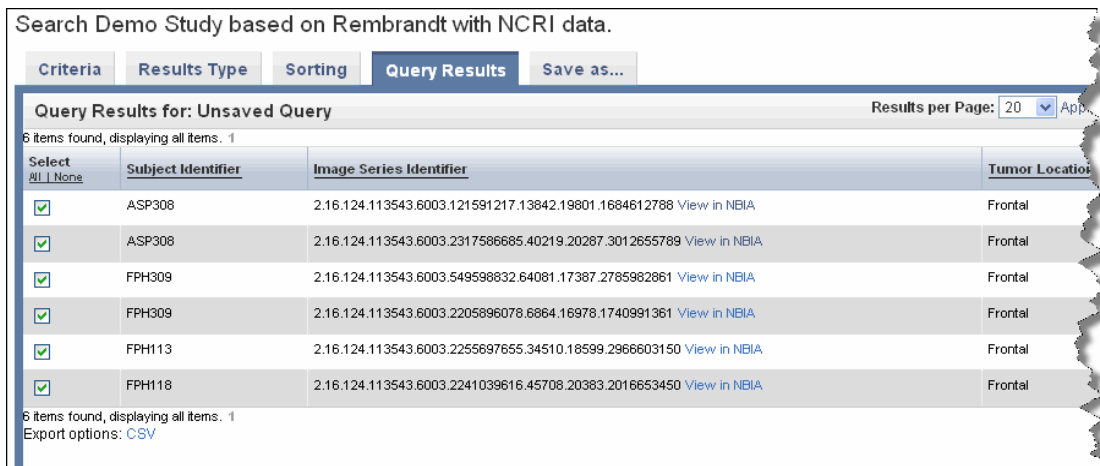 Search Demo Study based on Rembrandt with NCRI data.
Criteria Results Type Sorting Query Results Save as...
Query Results for: Unsaved Query Results per Page: 20
6 items found, displaying all items. 1
Select All | None Subject Identifier Image Series Identifier Tumor Location
ASP308 2.16.124.113543.6003.121591217.13842.19801.1684612788 View in NBIA Frontal
ASP308 2.16.124.113543.6003.2317586685.40219.20287.3012655789 View in NBIA Frontal
FPH309 2.16.124.113543.6003.549598832.64081.17387.2785982861 View in NBIA Frontal
FPH309 2.16.124.113543.6003.2205896078.6864.16978.1740991361 View in NBIA Frontal
FPH113 2.16.124.113543.6003.2255697655.34510.18599.2966603150 View in NBIA Frontal
FPH118 2.16.124.113543.6003.2241039616.45708.20383.2016653450 View in NBIA Frontal
6 items found, displaying all items. 1
Export options: CSV